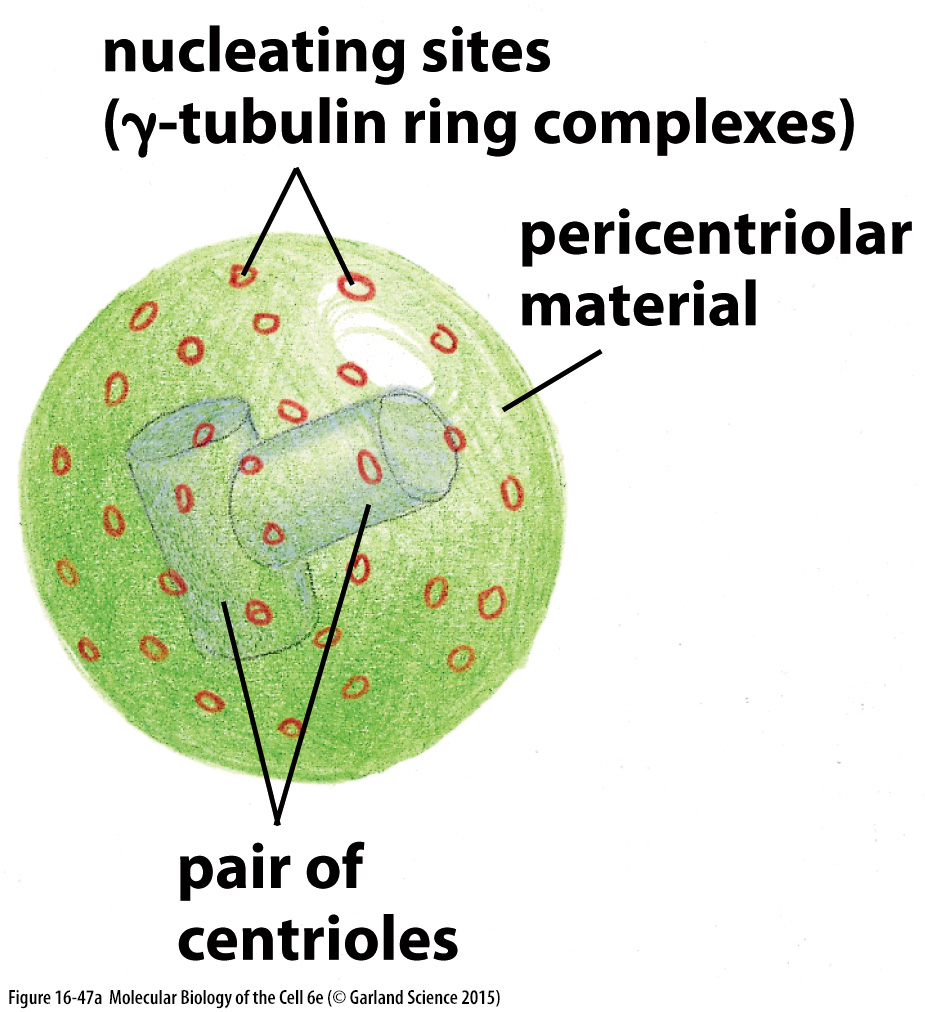 nucleating sites
(γ-tubulin ring complexes)
pericentriolar
material
pair of
centrioles
Figure 16-47a Molecular Biology of the Cell 6e (© Garland Science 2015)